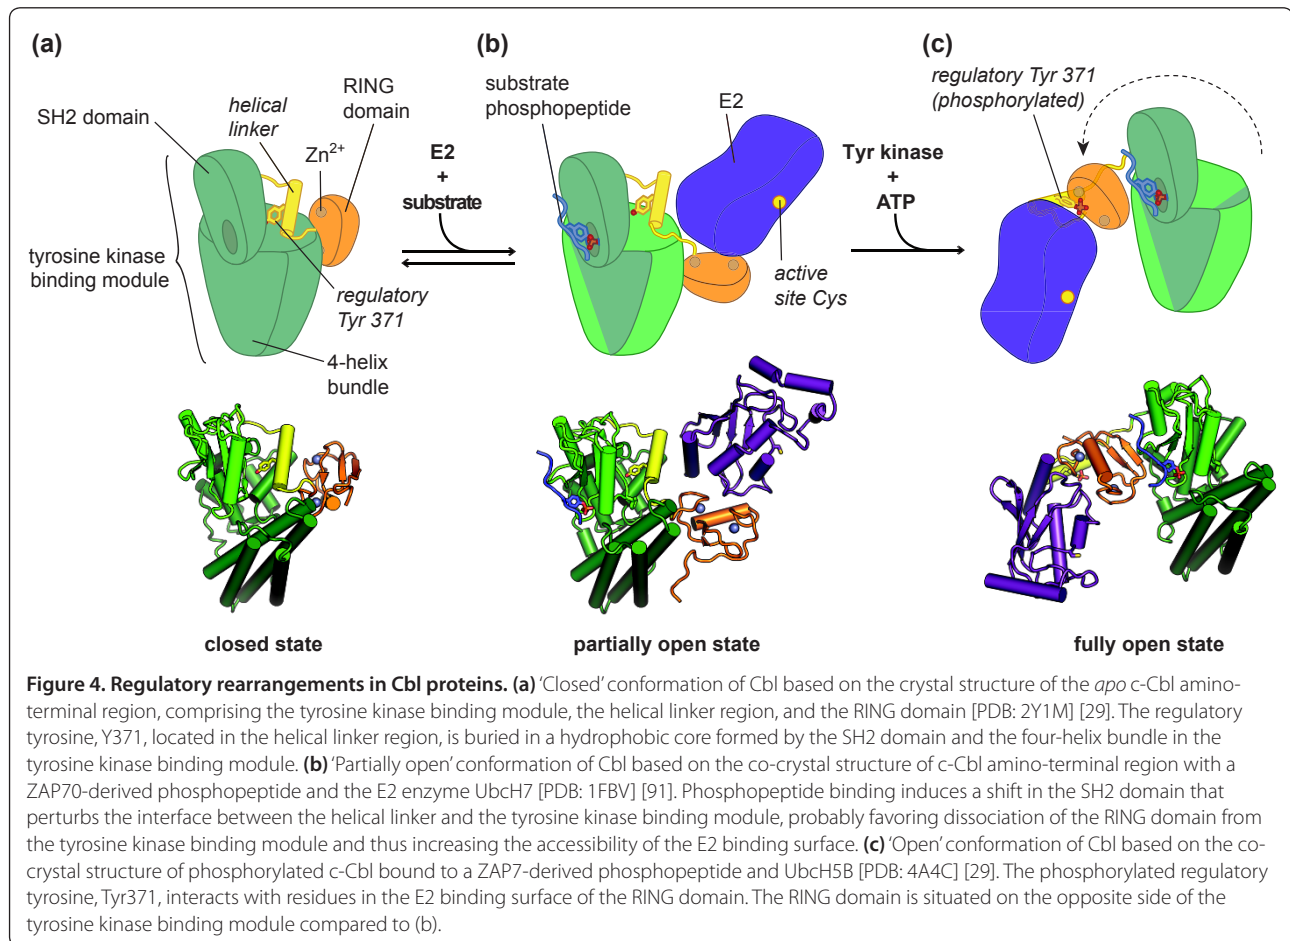 (a)
SH2 domain
helical
linker
RING
domain
Zn2+
tyrosine kinase
binding module
regulatory
Tyr 371
4-helix
bundle
E2
+
substrate
(b)
substrate
phosphopeptide
E2
active
site Cys
Tyr kinase
+
ATP
(c)
regulatory Tyr 371
(phosphorylated)
closed state
partially open state
fully open state
Figure 4. Regulatory rearrangements in Cbl proteins. (a) ‘Closed’ conformation of Cbl based on the crystal structure of the apo c-Cbl amino-
terminal region, comprising the tyrosine kinase binding module, the helical linker region, and the RING domain [PDB: 2Y1M] [29]. The regulatory
tyrosine, Y371, located in the helical linker region, is buried in a hydrophobic core formed by the SH2 domain and the four-helix bundle in the
tyrosine kinase binding module. (b) ‘Partially open’ conformation of Cbl based on the co-crystal structure of c-Cbl amino-terminal region with a
ZAP70-derived phosphopeptide and the E2 enzyme UbcH7 [PDB: 1FBV] [91]. Phosphopeptide binding induces a shift in the SH2 domain that
perturbs the interface between the helical linker and the tyrosine kinase binding module, probably favoring dissociation of the RING domain from
the tyrosine kinase binding module and thus increasing the accessibility of the E2 binding surface. (c) ‘Open’ conformation of Cbl based on the co-
crystal structure of phosphorylated c-Cbl bound to a ZAP7-derived phosphopeptide and UbcH5B [PDB: 4A4C] [29]. The phosphorylated regulatory
tyrosine, Tyr371, interacts with residues in the E2 binding surface of the RING domain. The RING domain is situated on the opposite side of the
tyrosine kinase binding module compared to (b).